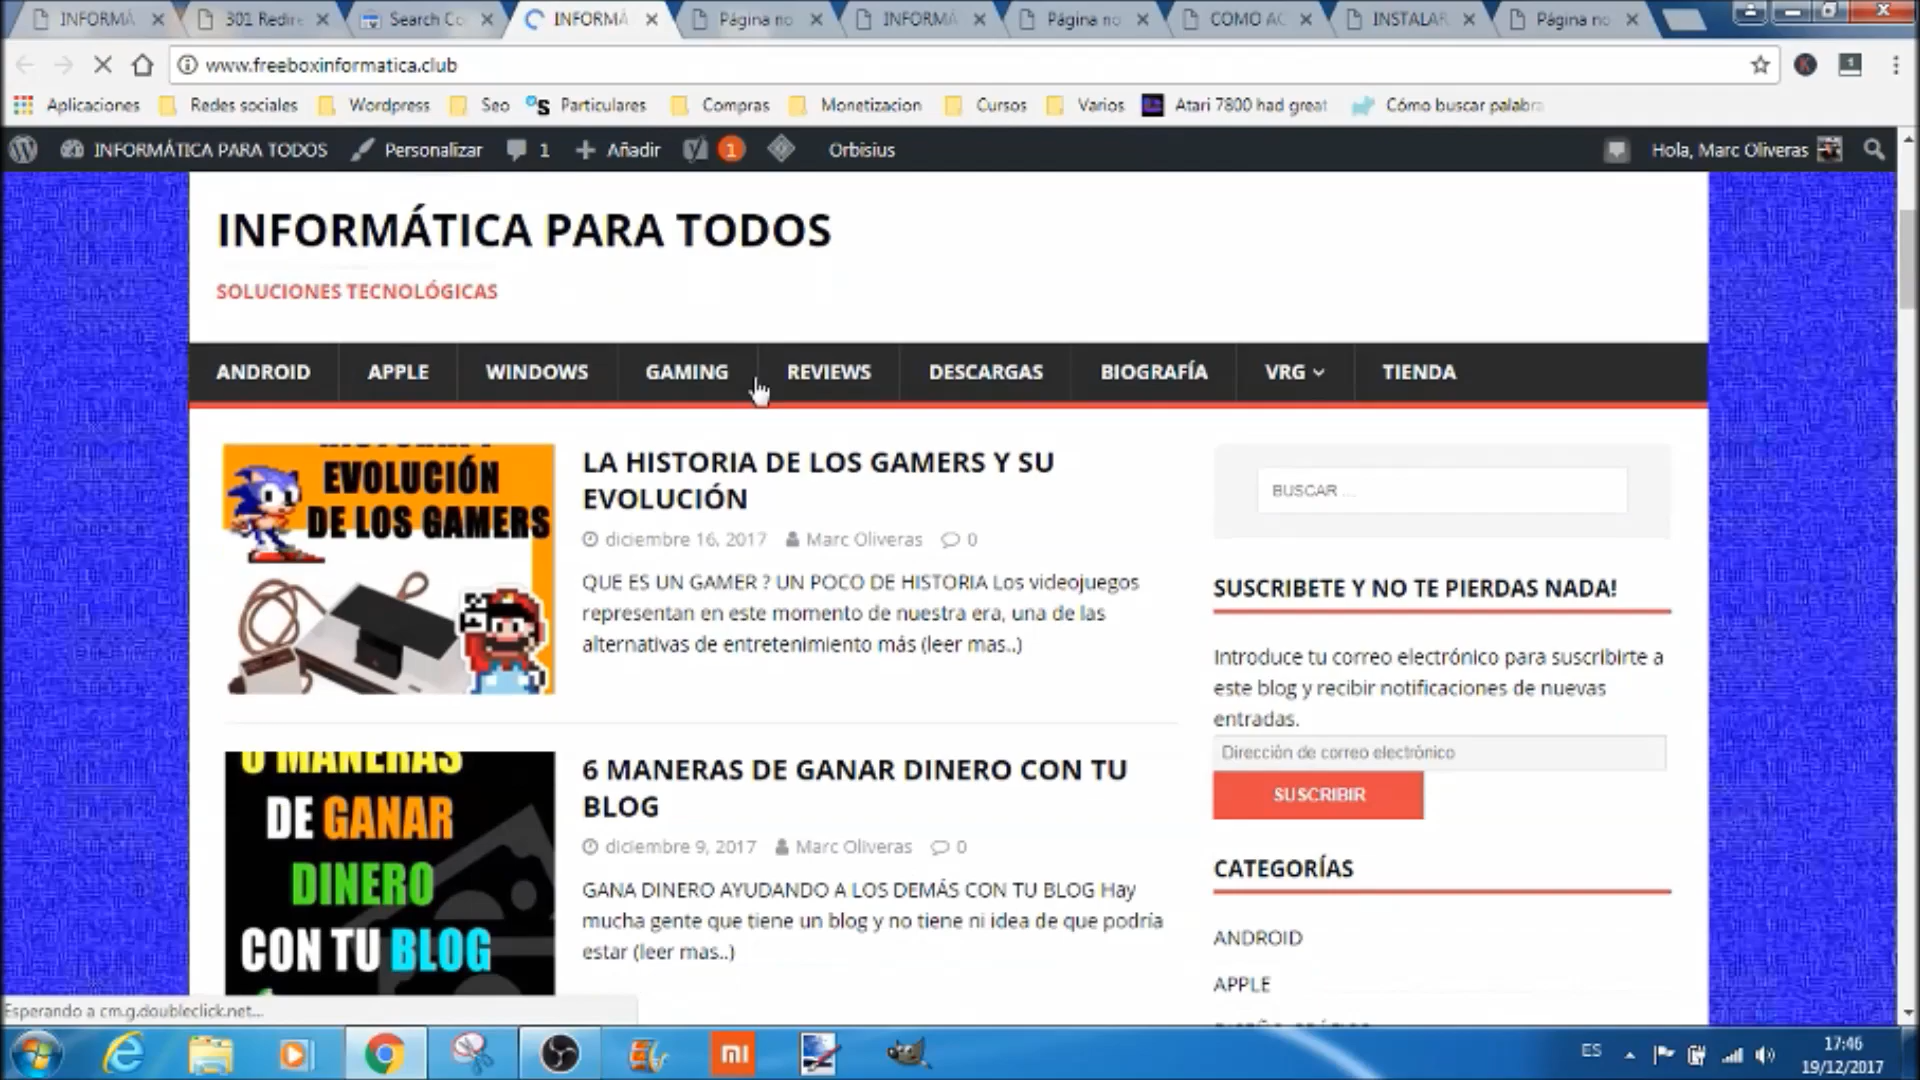 INFORMÁ
301 Redire
Search Co
INFORMÁ
Página no
INFORMÁ
Página no
COMO AC
INSTALAR
Página no
www.freeboxinformatica.club
Aplicaciones
Redes sociales
Wordpress
Seo
Particulares
Compras
Monetizacion
Cursos
Varios
Atari 7800 had great
Cómo buscar palabra
INFORMÁTICA PARA TODOS
Personalizar
1
Añadir
1
Orbisius
Hola, Marc Oliveras
INFORMÁTICA PARA TODOS
SOLUCIONES TECNOLÓGICAS
ANDROID
APPLE
WINDOWS
GAMING
REVIEWS
DESCARGAS
BIOGRAFÍA
VRG
TIENDA
EVOLUCIÓN
DE LOS GAMERS
LA HISTORIA DE LOS GAMERS Y SU
EVOLUCIÓN
diciembre 16, 2017 Marc Oliveras 0
QUE ES UN GAMER ? UN POCO DE HISTORIA Los videojuegos
representan en este momento de nuestra era, una de las
alternativas de entretenimiento más (leer mas..)
6 MANERAS
DE GANAR
DINERO
CON TU BLOG
6 MANERAS DE GANAR DINERO CON TU
BLOG
diciembre 9, 2017 Marc Oliveras 0
GANA DINERO AYUDANDO A LOS DEMÁS CON TU BLOG Hay
mucha gente que tiene un blog y no tiene ni idea de que podría
estar (leer mas..)
BUSCAR ...
SUSCRIBETE Y NO TE PIERDAS NADA!
Introduce tu correo electrónico para suscribirte a
este blog y recibir notificaciones de nuevas
entradas.
Dirección de correo electrónico
SUSCRIBIR
CATEGORÍAS
ANDROID
APPLE
Esperando a cm.g.doubleclick.net...
mi
ES
17:46
19/12/2017